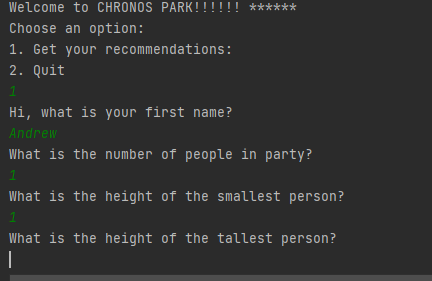 Welcome to CHRONOS PARK!!!!!! ******
Choose an option:
1. Get your recommendations:
2. Quit
1
Hi, what is your first name?
Andrew
What is the number of people in party?
1
What is the height of the smallest person?
1
What is the height of the tallest person?